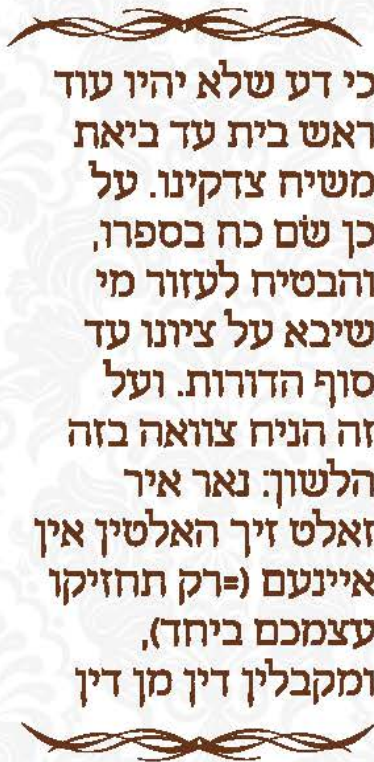 כי דע שלא יהיו עוד
ראש בית עד ביאת
משיח צדקינו. על
כן שׂם כח בספרו,
והבטיח לעזור מי
שיבא על ציונו עד
סוף הדורות. ועל
זה הניח צוואה בזה
הלשון: נאר איר
זאלט זיך האלטין אין
איינעם (=רק תחזיקו
עצמכם ביחד),
ומקבלין דין מן דין